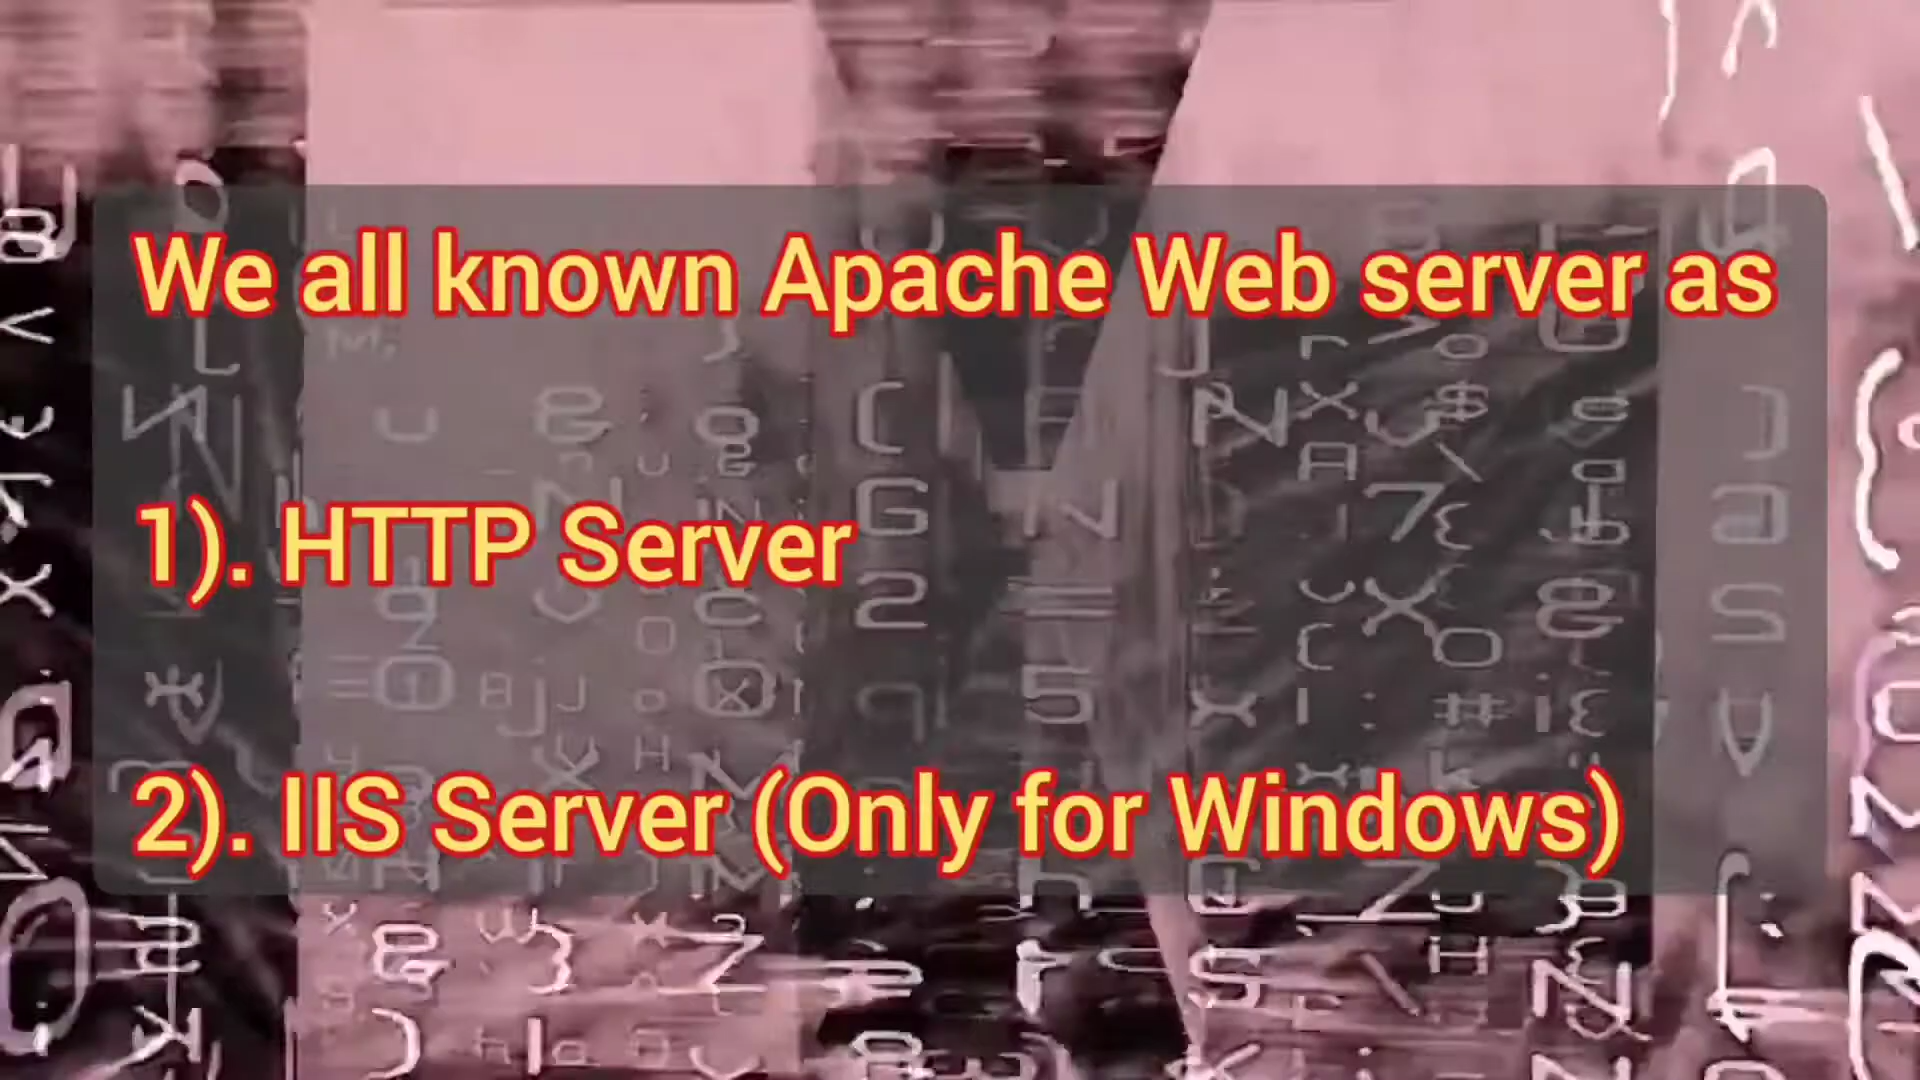 We all known Apache Web server as
1). HTTP Server
2). IIS Server (Only for Windows)